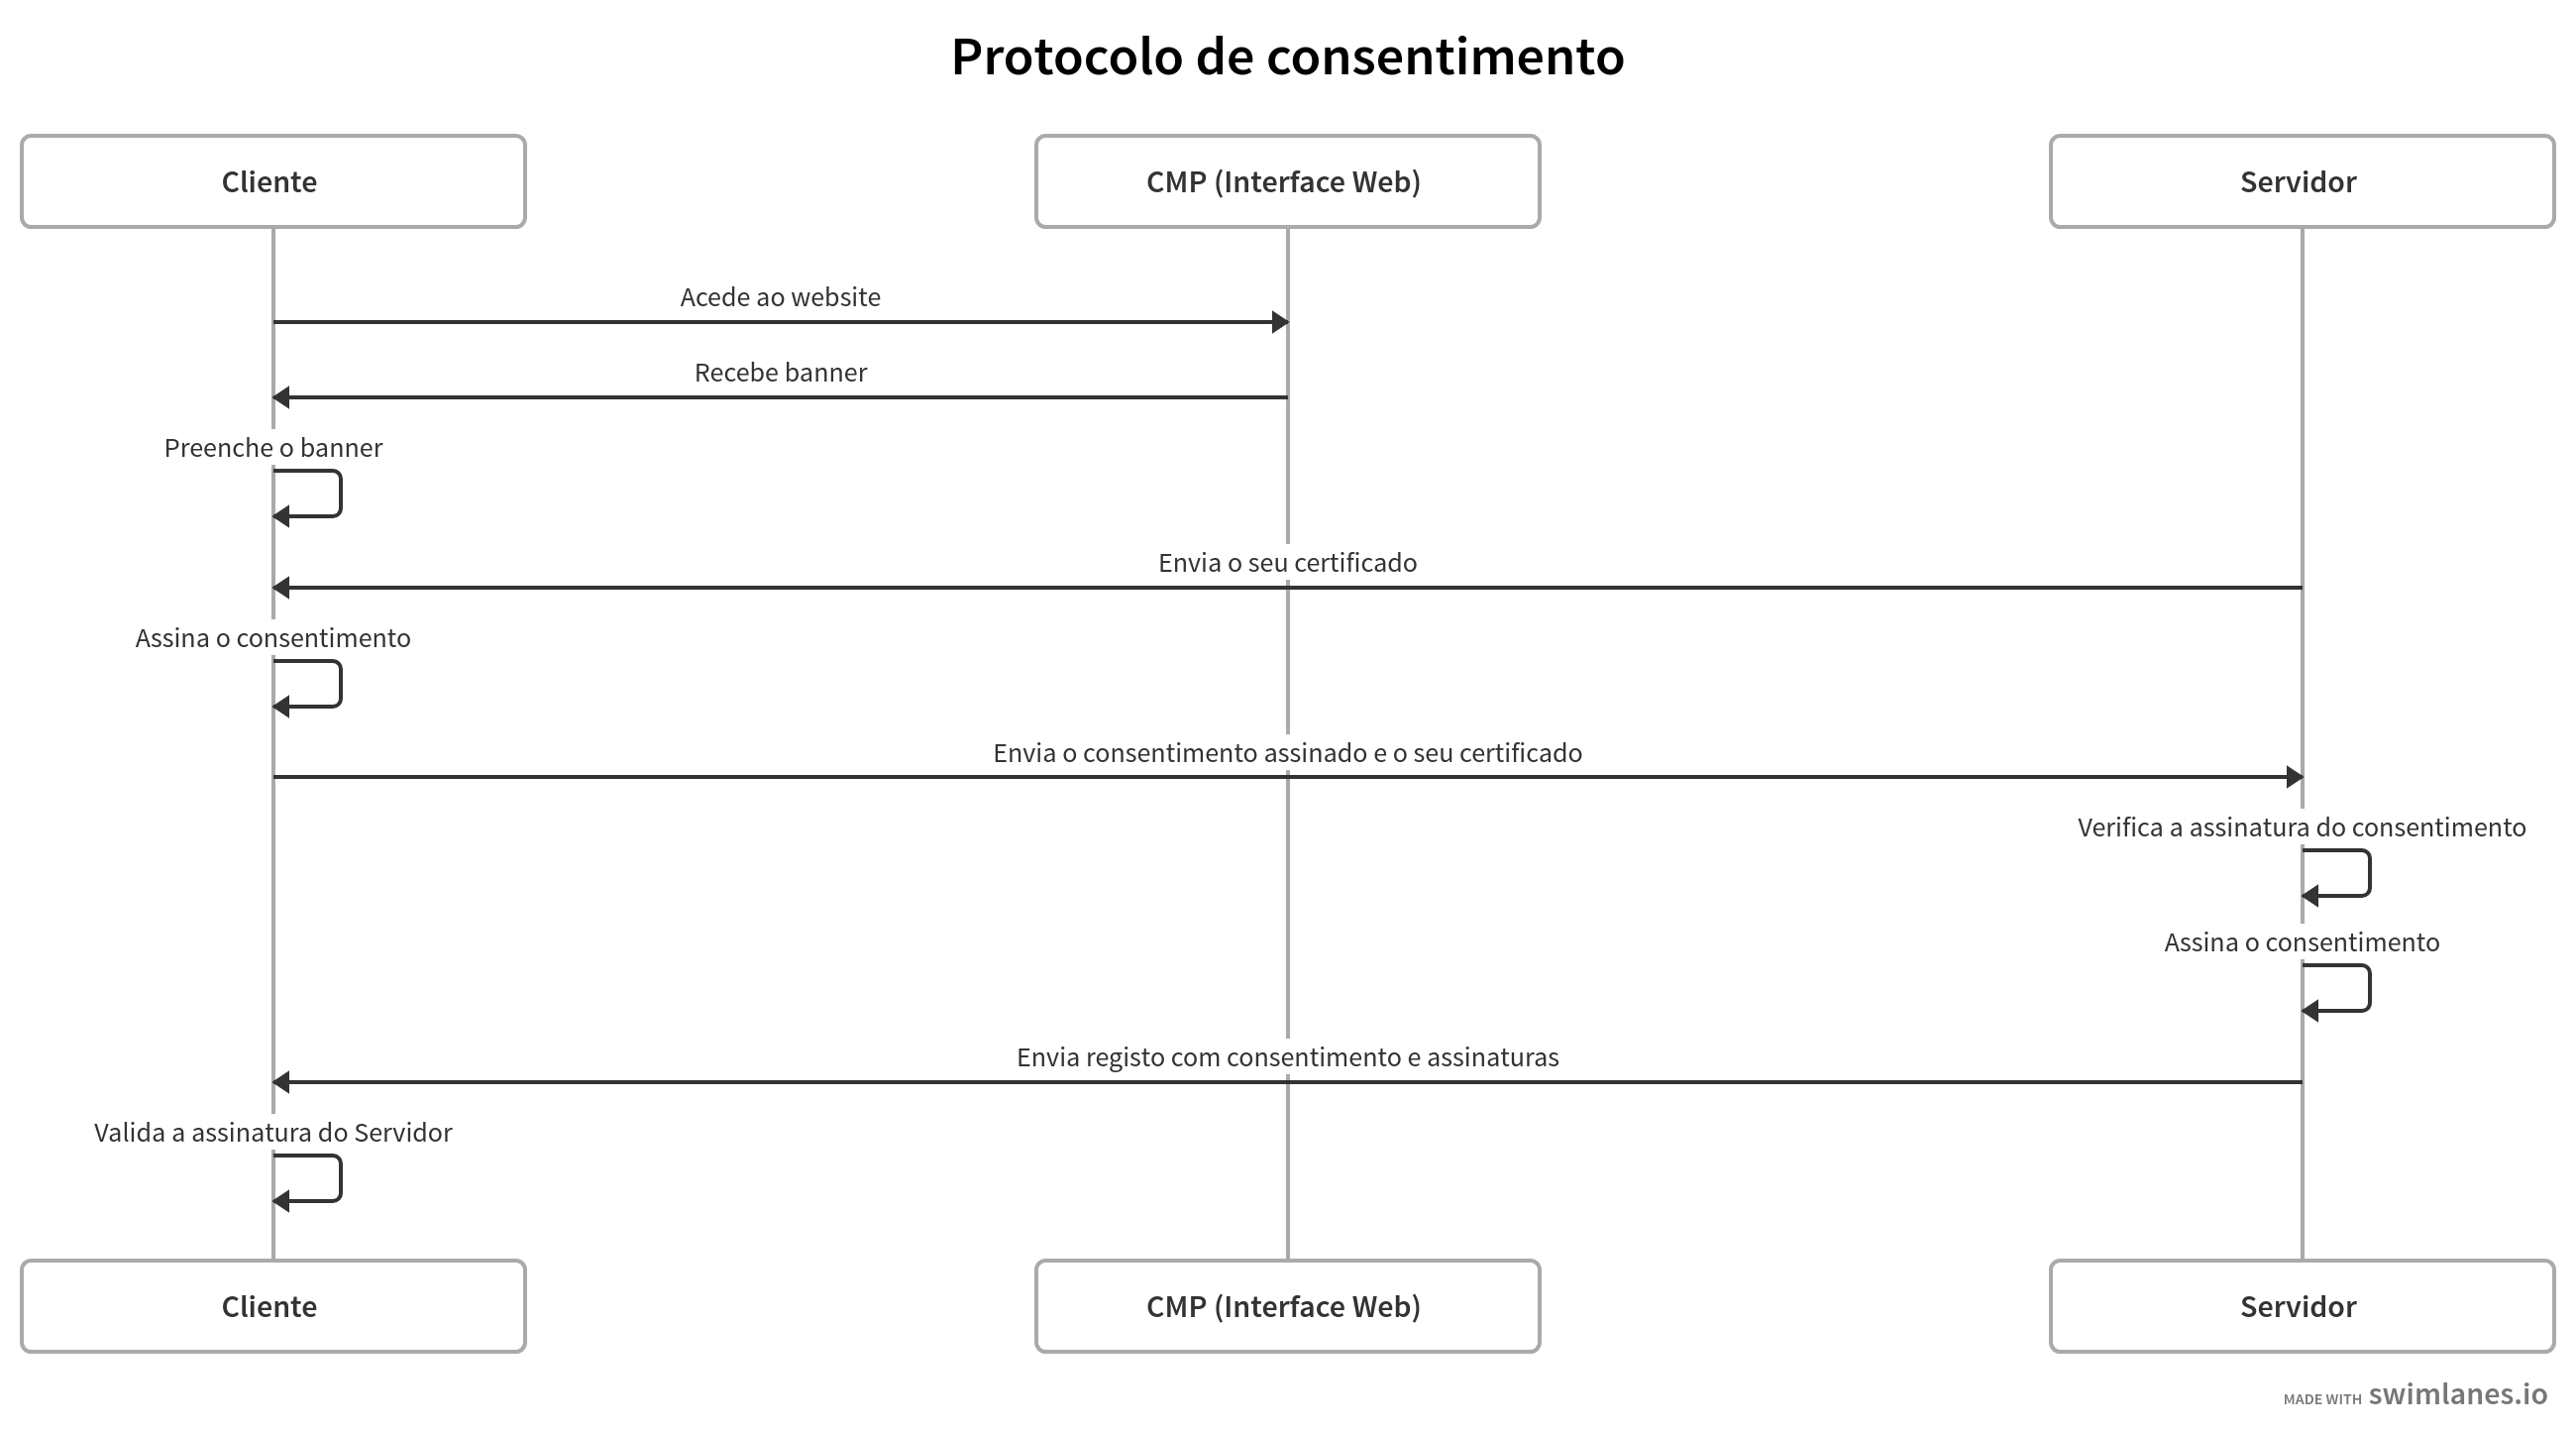 Protocolo de consentimento
Cliente
CMP (Interface Web)
Servidor
Acede ao website
Recebe banner
Preenche o banner
Envia o seu certificado
Assina o consentimento
Envia o consentimento assinado e o seu certificado
Verifica a assinatura do consentimento
Assina o consentimento
Envia registo com consentimento e assinaturas
Valida a assinatura do Servidor
Cliente
CMP (Interface Web)
Servidor
MADE WITH swimlanes.io